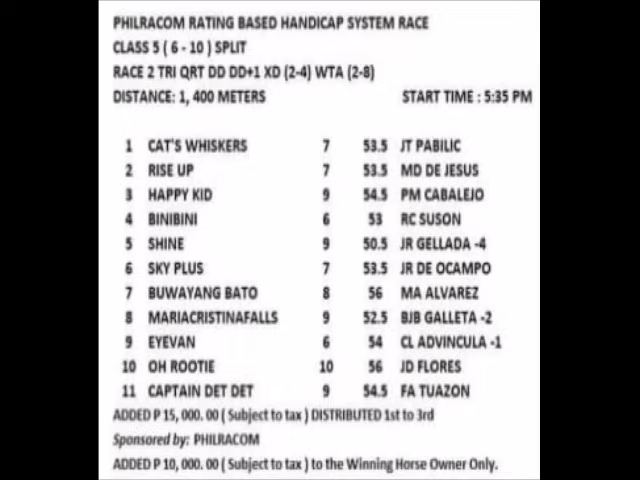 PHILRACOM RATING BASED HANDICAP SYSTEM RACE
CLASS 5 ( 6 - 10 ) SPLIT
RACE 2 TRI QRT DD DD+1 XD (2-4) WTA (2-8)
DISTANCE: 1, 400 METERS START TIME : 5:35 PM
1 CAT'S WHISKERS 7 53.5 JT PABILIC
2 RISE UP 7 53.5 MD DE JESUS
3 HAPPY KID 9 54.5 PM CABALEJO
4 BINIBINI 6 53 RC SUSON
5 SHINE 9 50.5 JR GELLADA -4
6 SKY PLUS 7 53.5 JR DE OCAMPO
7 BUWAYANG BATO 8 56 MA ALVAREZ
8 MARIACRISTINAFALLS 9 52.5 BJB GALLETA -2
9 EYEVAN 6 54 CL ADVINCULA -1
10 OH ROOTIE 10 56 JD FLORES
11 CAPTAIN DET DET 9 54.5 FA TUAZON
ADDED P 15, 000. 00 ( Subject to tax ) DISTRIBUTED 1st to 3rd
Sponsored by: PHILRACOM
ADDED P 10, 000. 00 ( Subject to tax ) to the Winning Horse Owner Only.